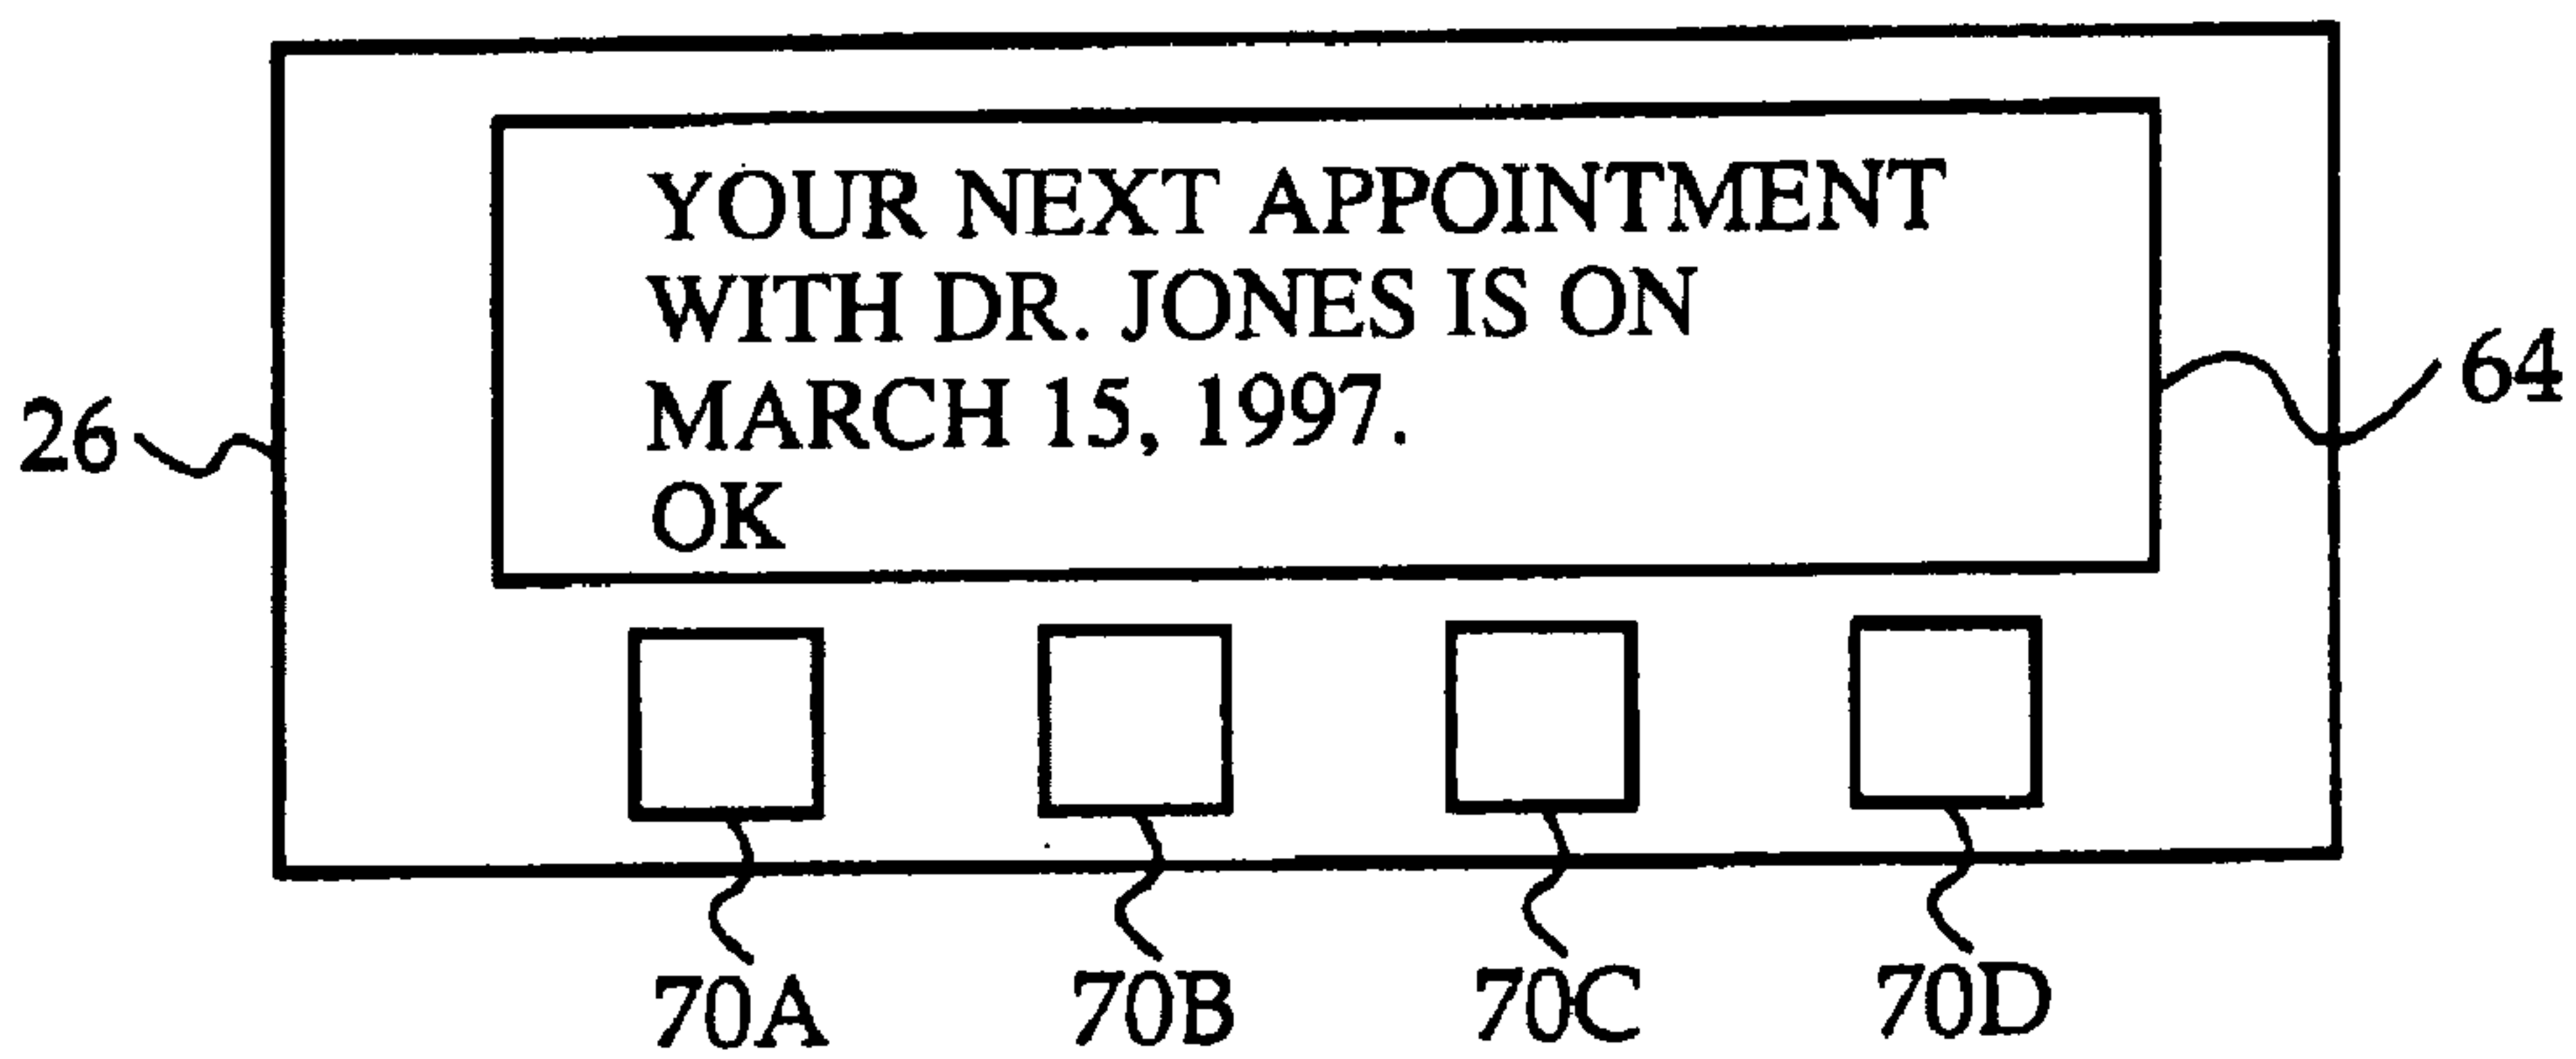 YOUR NEXT APPOINTMENT
WITH DR. JONES IS ON
MARCH 15, 1997.
OK
26
64
70A 70B 70C 70D